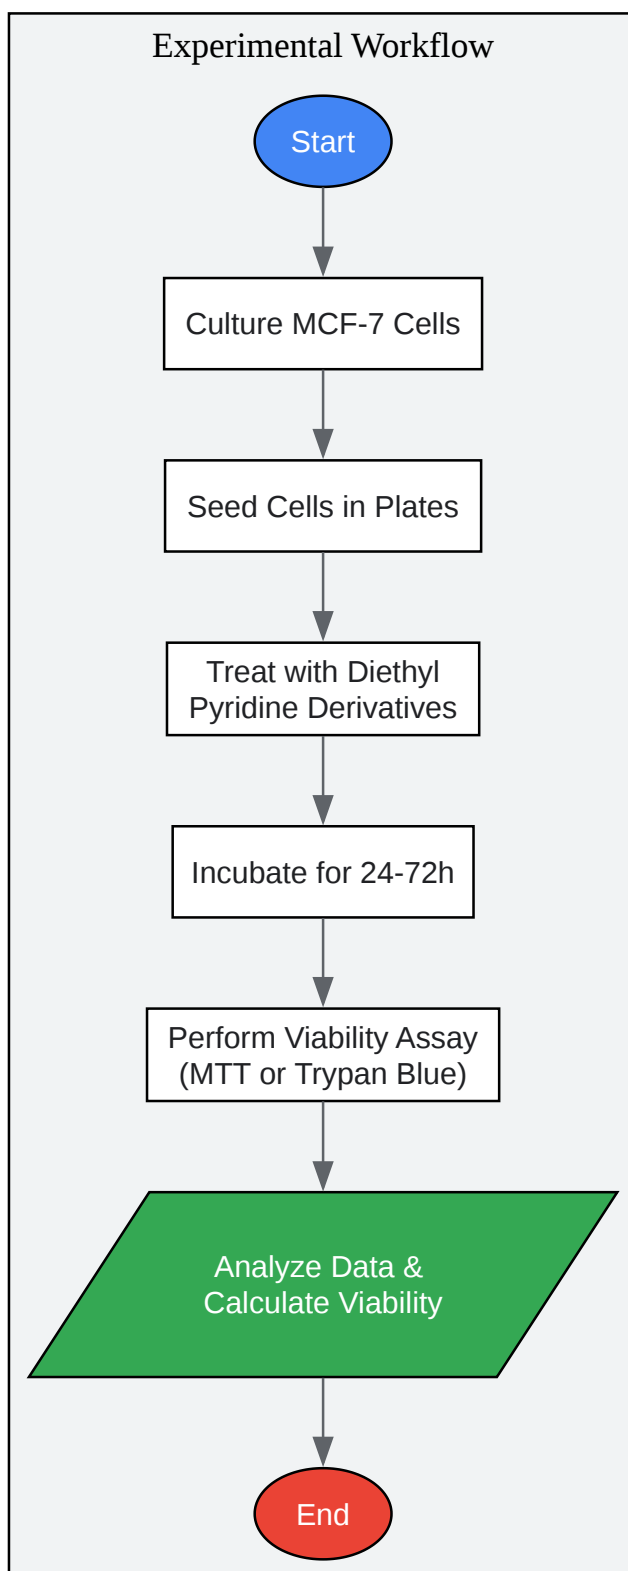 Experimental Workflow
Start
Culture MCF-7 Cells
Seed Cells in Plates
Treat with Diethyl
Pyridine Derivatives
Incubate for 24-72h
Perform Viability Assay
(MTT or Trypan Blue)
Analyze Data &
Calculate Viability
End